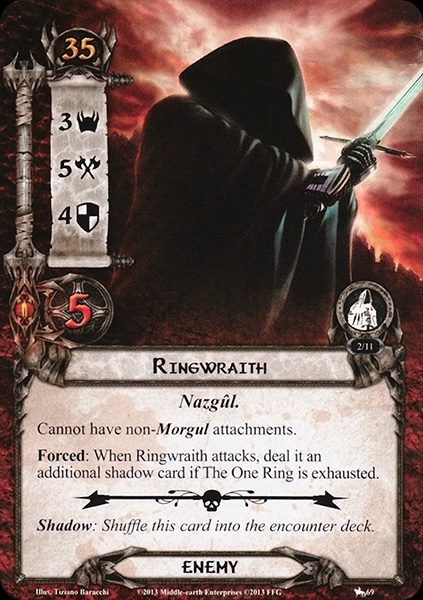 35
3
5
4
5
2/11
RINGWRAITH
Nazgûl.
Cannot have non-Morgul attachments.
Forced: When Ringwraith attacks, deal it an
additional shadow card if The One Ring is exhausted.
Shadow: Shuffle this card into the encounter deck.
ENEMY
Illus. Tiziano Baracchi ©2013 Middle-earth Enterprises ©2013 FFG 69